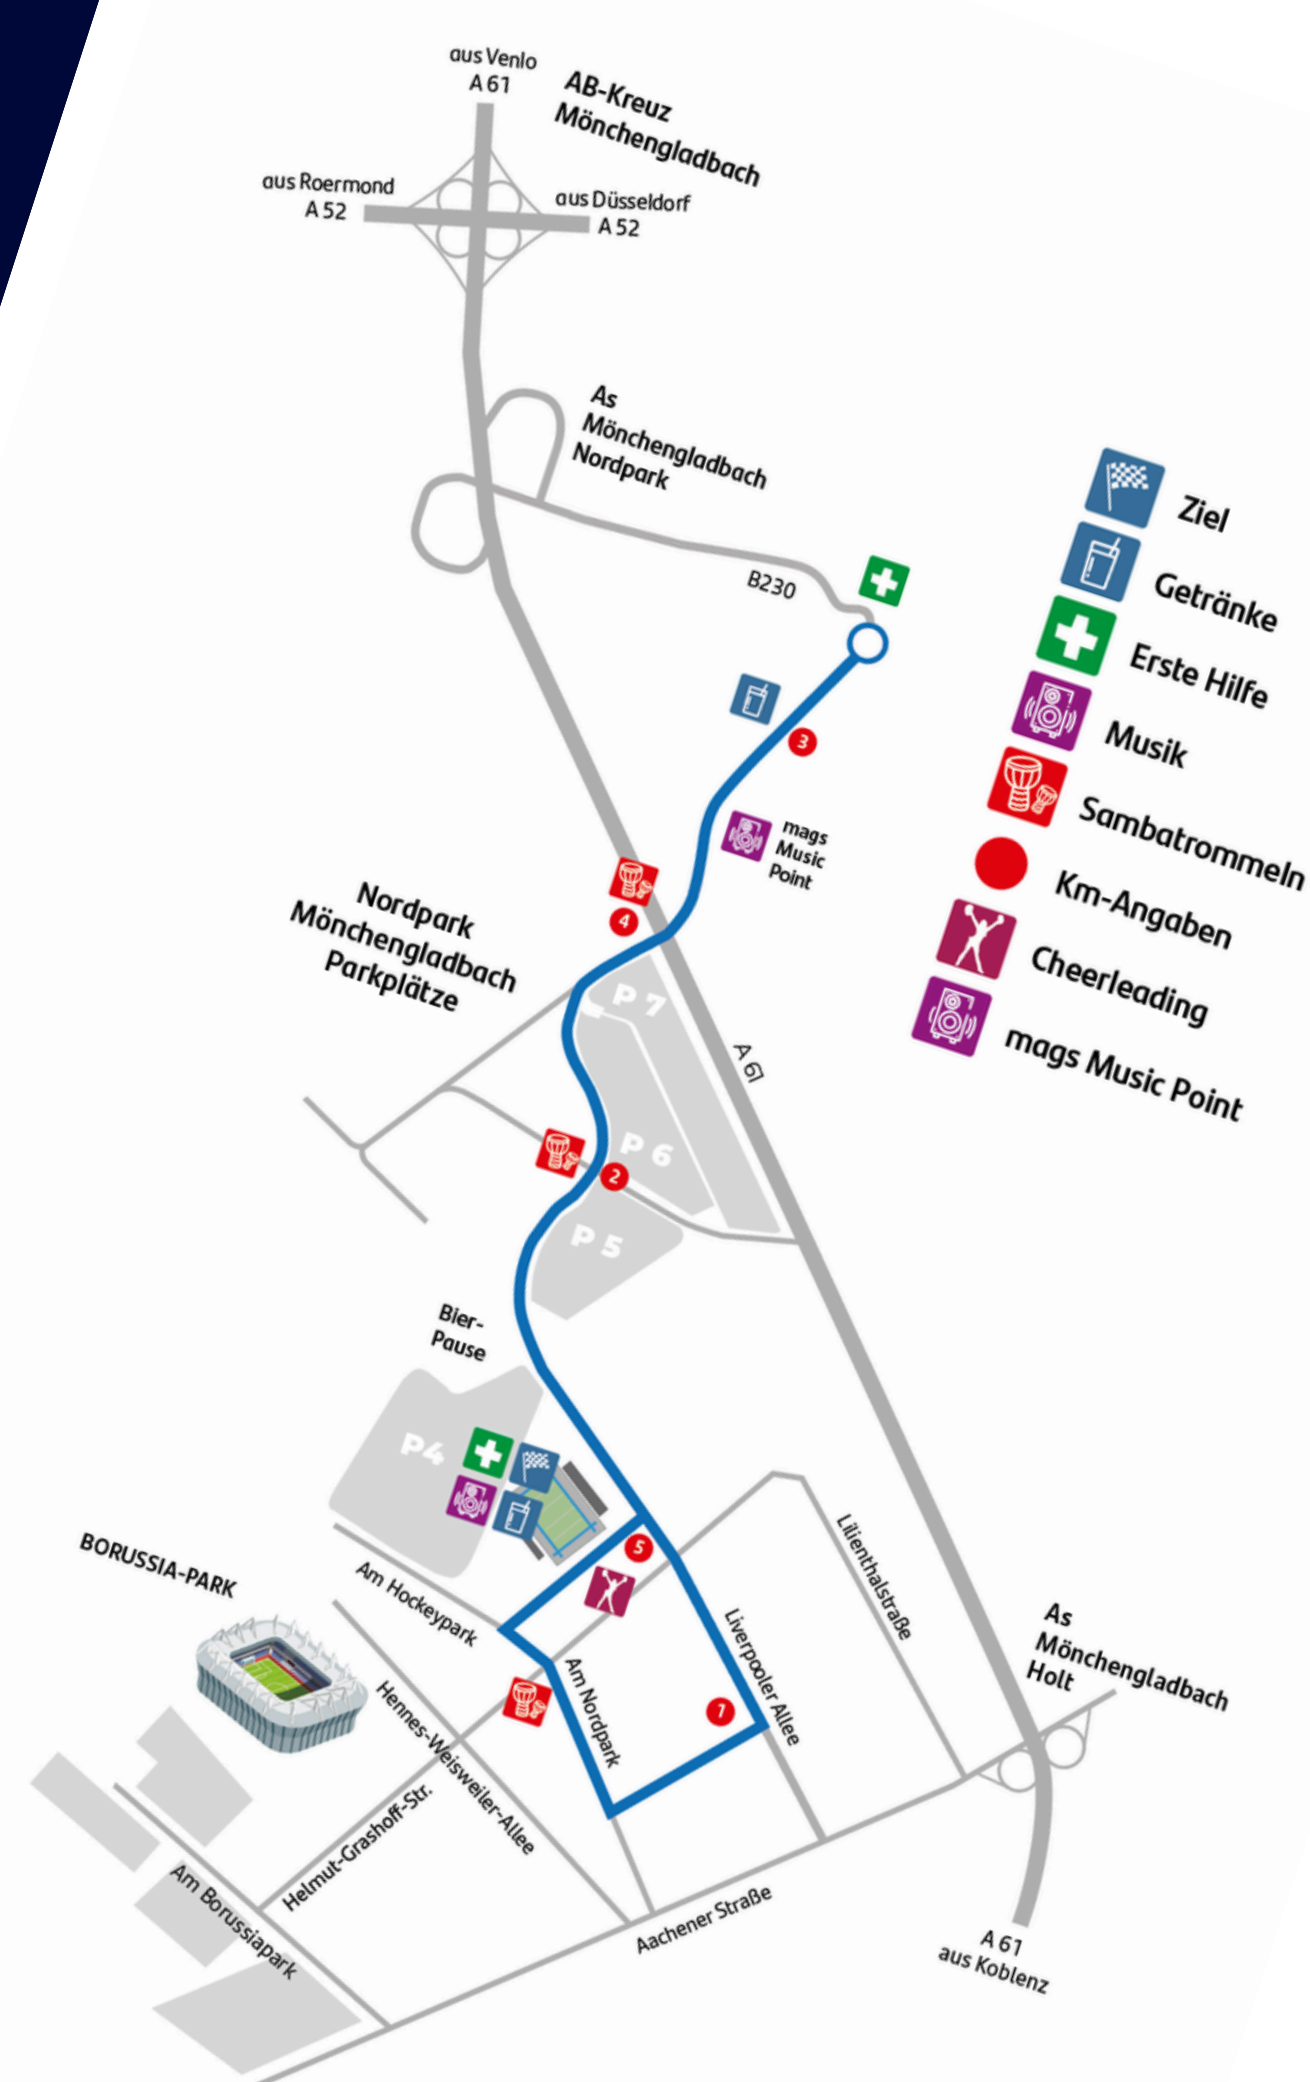 aus Venlo
A 61
AB-Kreuz
Mönchengladbach
aus Roermond
A 52
aus Düsseldorf
A 52
As
Mönchengladbach
Nordpark
B230
Ziel
Getränke
Erste Hilfe
Musik
Sambatrommeln
Km-Angaben
Cheerleading
mags Music Point
3
mags
Music
Point
4
Nordpark
Mönchengladbach
Parkplätze
P 7
A 61
P 6
2
P 5
Bier-
Pause
P4
5
BORUSSIA-PARK
Am Hockeypark
Lilienthalstraße
Liverpooler Allee
As
Mönchengladbach
Holt
Am Nordpark
1
Hennes-Weisweiler-Allee
Helmut-Grashoff-Str.
Am Borussiapark
Aachener Straße
A 61
aus Koblenz